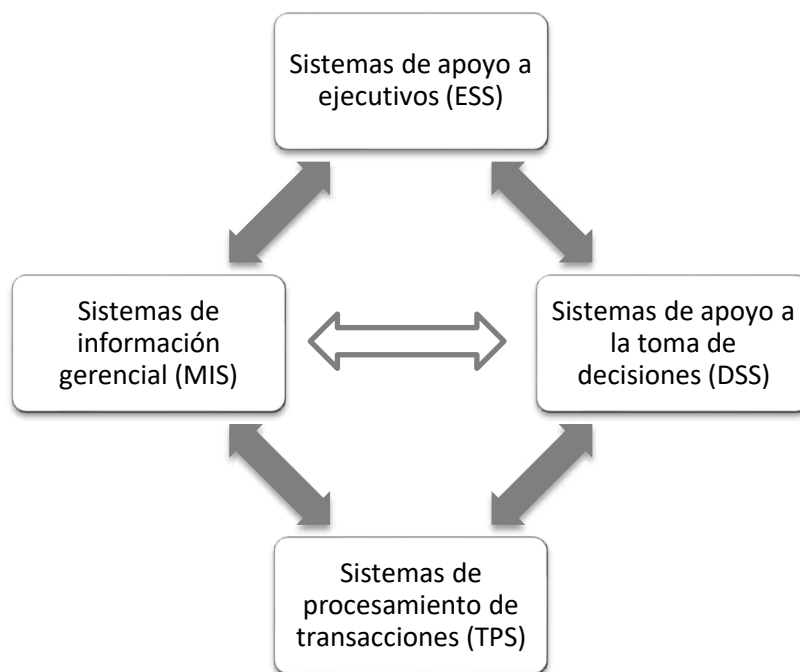 Sistemas de apoyo a
ejecutivos (ESS)
Sistemas de
información
gerencial (MIS)
Sistemas de apoyo a
la toma de
decisiones (DSS)
Sistemas de
procesamiento de
transacciones (TPS)